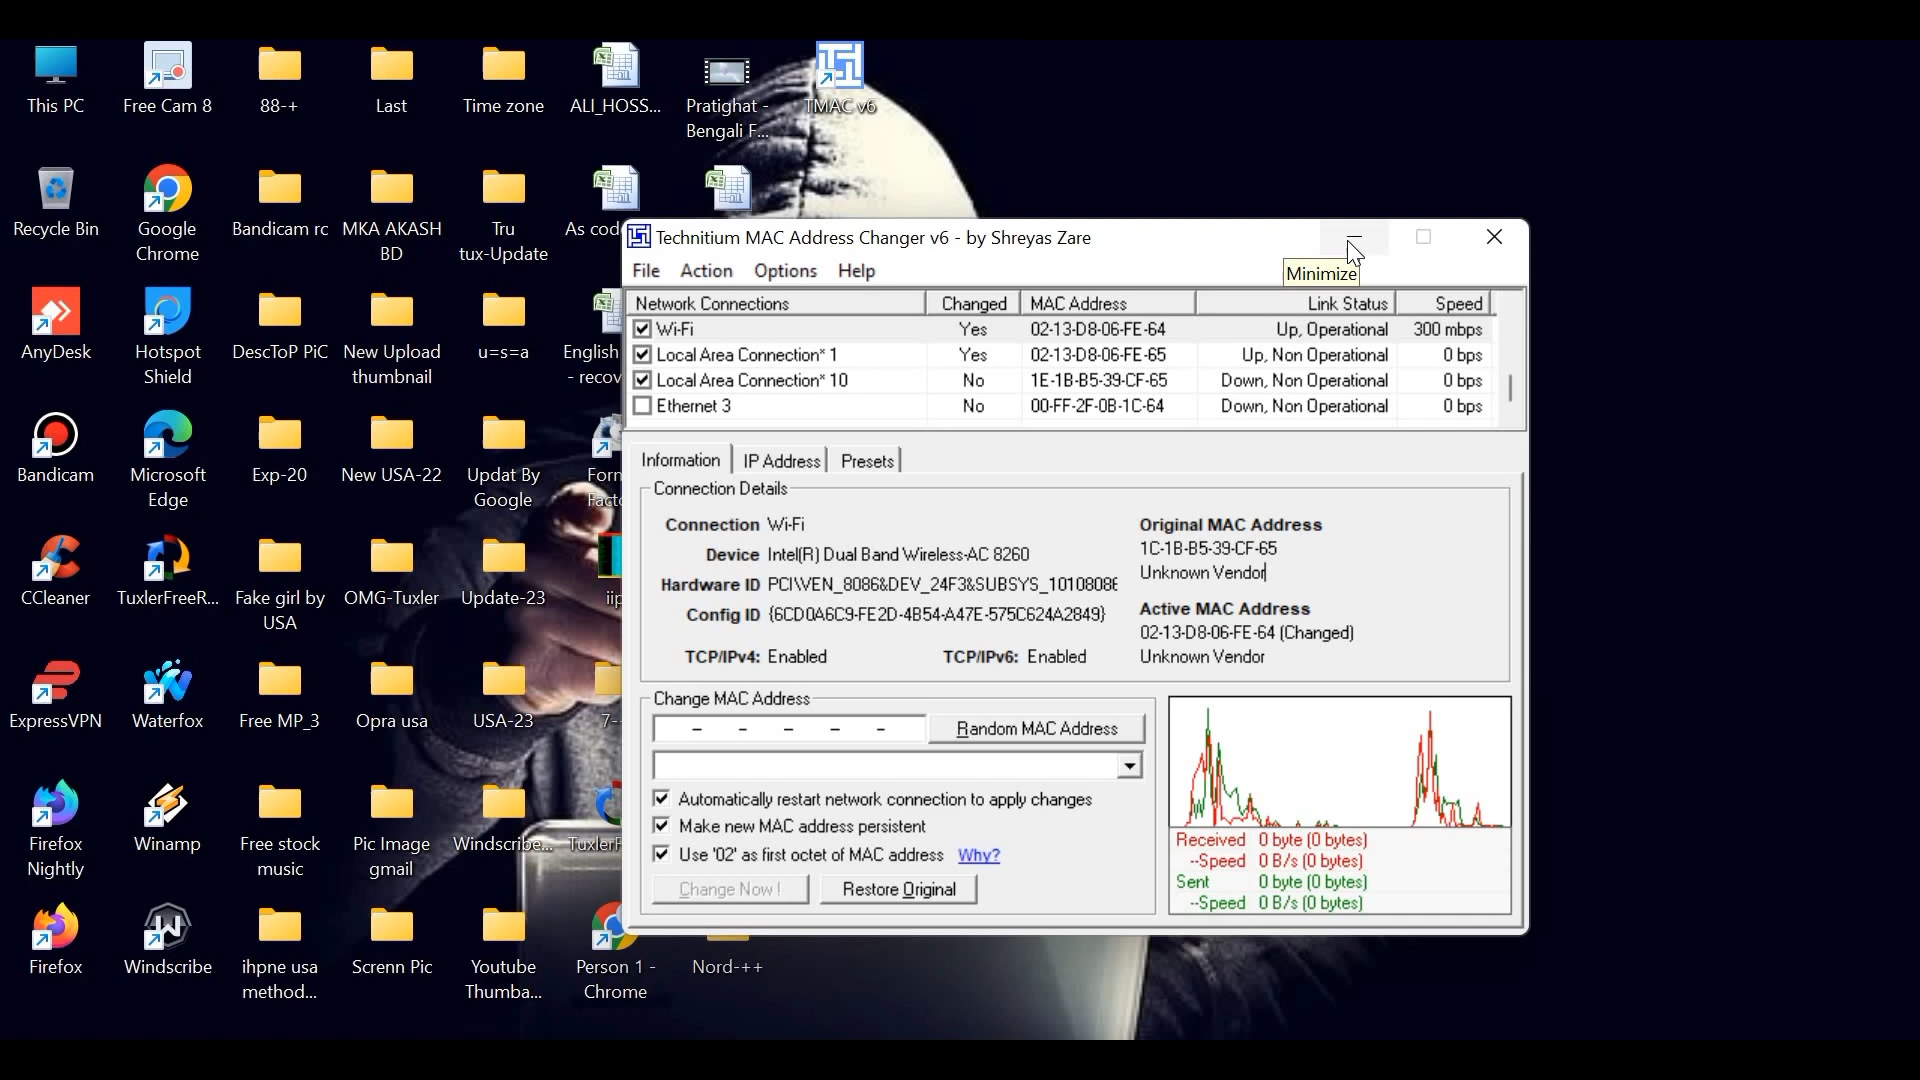 This PC
Free Cam 8
88-+
Last
Time zone
ALI_HOSS...
Pratighat -
Bengali F...
TMAC v6
Recycle Bin
Google
Chrome
Bandicam rc
MKA AKASH
BD
Tru
tux-Update
As cod
AnyDesk
Hotspot
Shield
DescToP PiC
New Upload
thumbnail
u=s=a
English
- recov
Bandicam
Microsoft
Edge
Exp-20
New USA-22
Updat By
Google
Form
Facto
CCleaner
TuxlerFreeR...
Fake girl by
USA
OMG-Tuxler
Update-23
iip
ExpressVPN
Waterfox
Free MP_3
Opra usa
USA-23
7--
Firefox
Nightly
Winamp
Free stock
music
Pic Image
gmail
Windscribe...
TuxlerF
Firefox
Windscribe
ihpne usa
method...
Screnn Pic
Youtube
Thumba...
Person 1 -
Chrome
Nord-++
Technitium MAC Address Changer v6 - by Shreyas Zare
Minimize
File Action Options Help
Network Connections Changed MAC Address Link Status Speed
Wi-Fi Yes 02-13-D8-06-FE-64 Up, Operational 300 mbps
Local Area Connection* 1 Yes 02-13-D8-06-FE-65 Up, Non Operational 0 bps
Local Area Connection* 10 No 1E-1B-B5-39-CF-65 Down, Non Operational 0 bps
Ethernet 3 No 00-FF-2F-0B-1C-64 Down, Non Operational 0 bps
Information IP Address Presets
Connection Details
Connection Wi-Fi
Device Intel(R) Dual Band Wireless-AC 8260
Hardware ID PCI\VEN_8086&DEV_24F3&SUBSYS_10108086
Config ID {6CD0A6C9-FE2D-4B54-A47E-575C624A2849}
TCP/IPv4: Enabled TCP/IPv6: Enabled
Original MAC Address
1C-1B-B5-39-CF-65
Unknown Vendor
Active MAC Address
02-13-D8-06-FE-64 (Changed)
Unknown Vendor
Change MAC Address
- - - - - Random MAC Address
Automatically restart network connection to apply changes
Make new MAC address persistent
Use '02' as first octet of MAC address Why?
Change Now ! Restore Original
Received 0 byte (0 bytes)
--Speed 0 B/s (0 bytes)
Sent 0 byte (0 bytes)
--Speed 0 B/s (0 bytes)